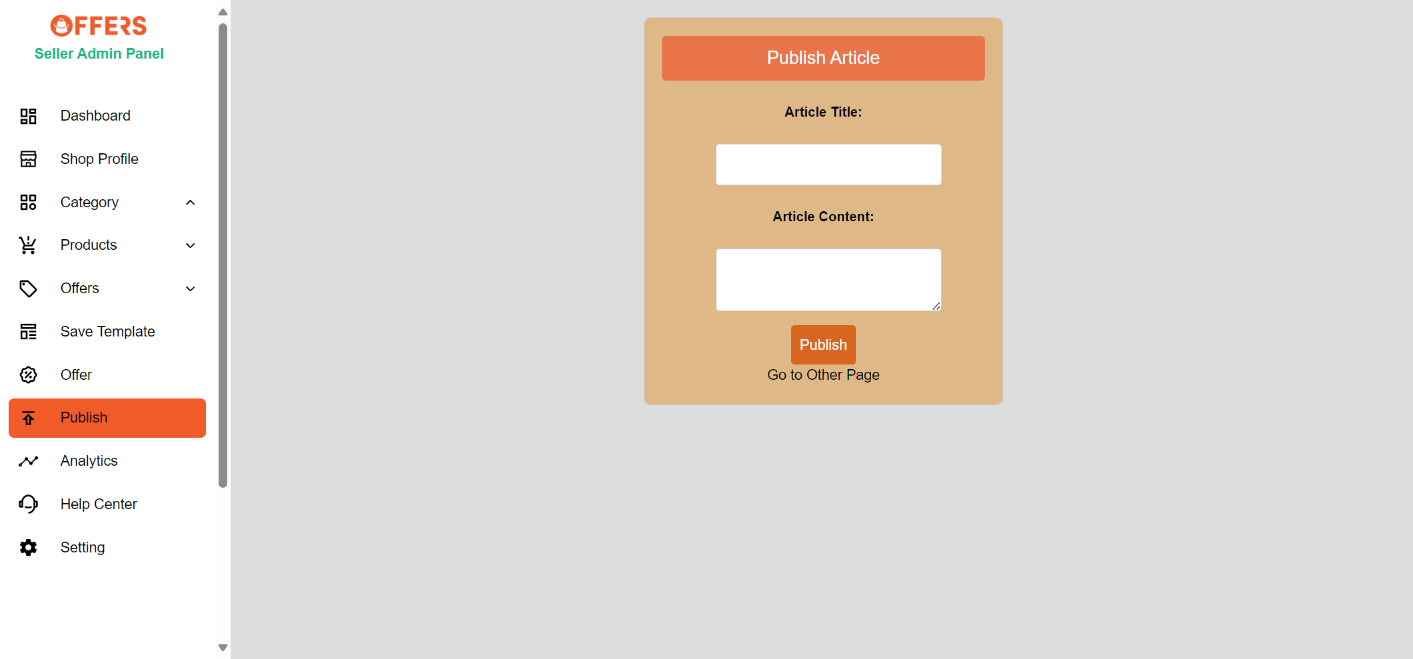 OFFERS
Seller Admin Panel
Dashboard
Shop Profile
Category
Products
Offers
Save Template
Offer
Publish
Analytics
Help Center
Setting
Publish Article
Article Title:
Article Content:
Publish
Go to Other Page